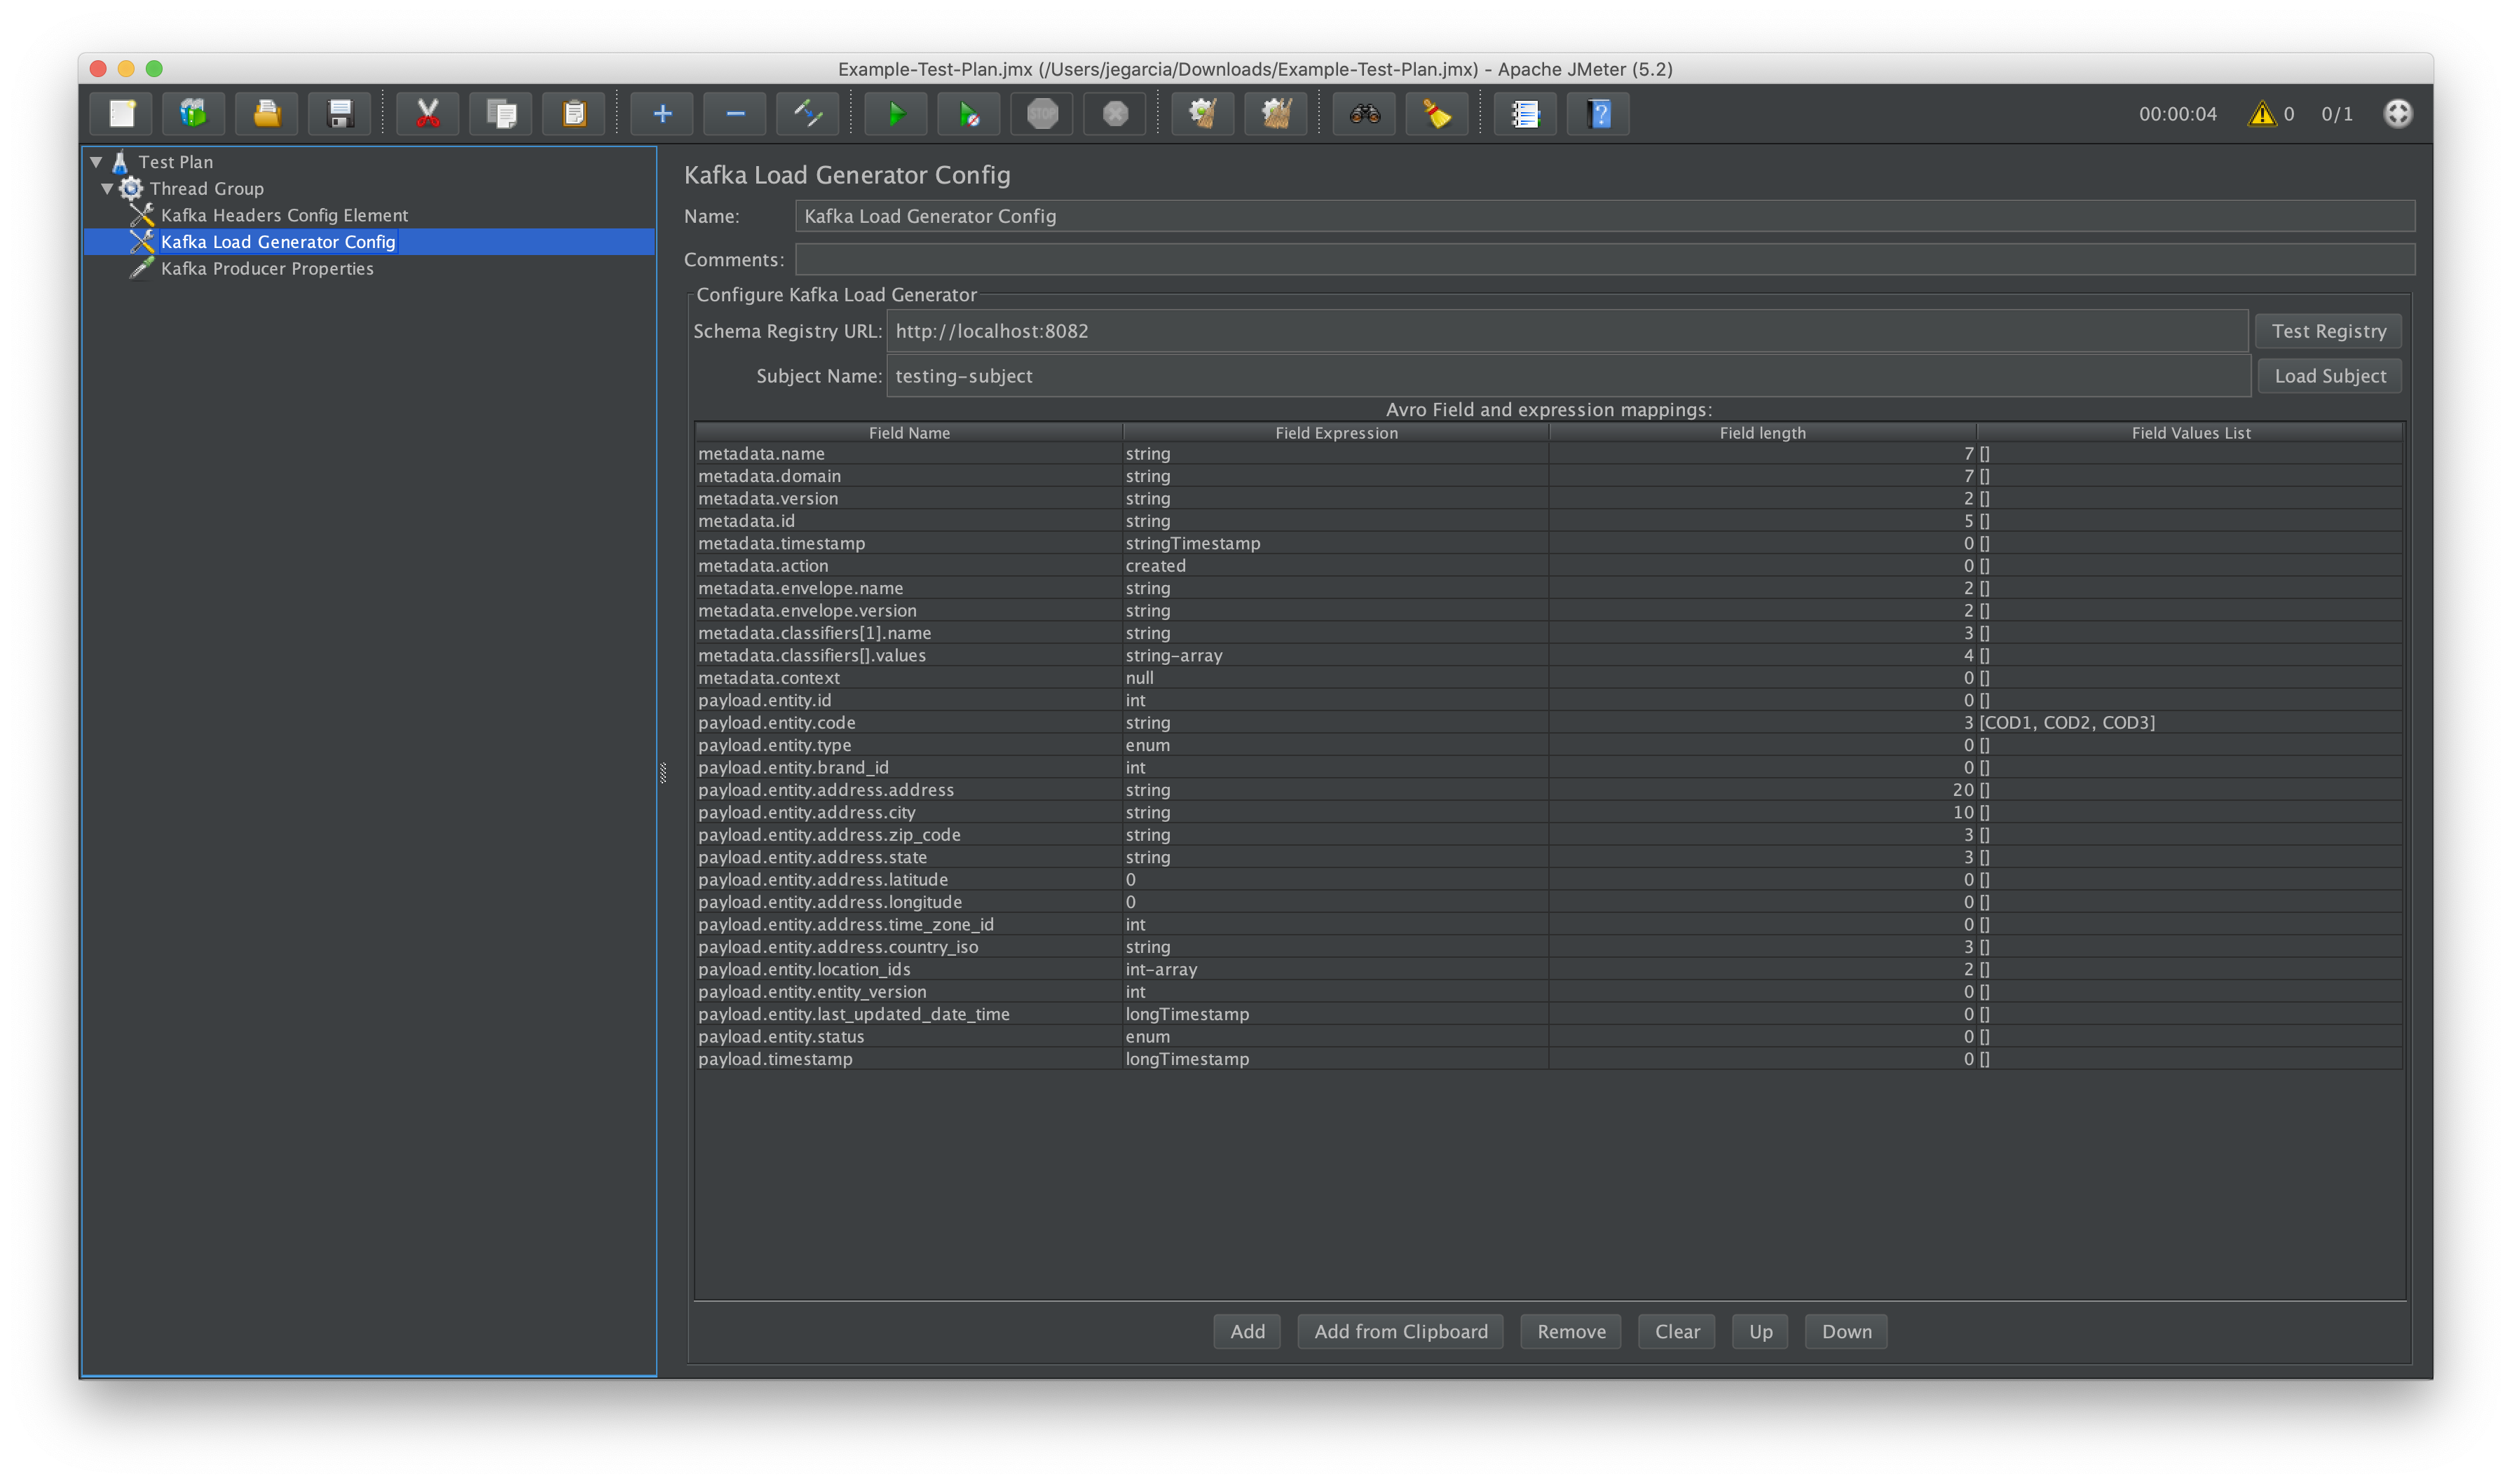 Example-Test-Plan.jmx (/Users/jegarcia/Downloads/Example-Test-Plan.jmx) - Apache JMeter (5.2)
STOP
00:00:04 0 0/1
Test Plan
Thread Group
Kafka Headers Config Element
Kafka Load Generator Config
Kafka Producer Properties
Kafka Load Generator Config
Name: Kafka Load Generator Config
Comments:
Configure Kafka Load Generator
Schema Registry URL: http://localhost:8082 Test Registry
Subject Name: testing-subject Load Subject
Avro Field and expression mappings:
Field Name Field Expression Field length Field Values List
metadata.name string 7 []
metadata.domain string 7 []
metadata.version string 2 []
metadata.id string 5 []
metadata.timestamp stringTimestamp 0 []
metadata.action created 0 []
metadata.envelope.name string 2 []
metadata.envelope.version string 2 []
metadata.classifiers[1].name string 3 []
metadata.classifiers[].values string-array 4 []
metadata.context null 0 []
payload.entity.id int 0 []
payload.entity.code string 3 [COD1, COD2, COD3]
payload.entity.type enum 0 []
payload.entity.brand_id int 0 []
payload.entity.address.address string 20 []
payload.entity.address.city string 10 []
payload.entity.address.zip_code string 3 []
payload.entity.address.state string 3 []
payload.entity.address.latitude 0 0 []
payload.entity.address.longitude 0 0 []
payload.entity.address.time_zone_id int 0 []
payload.entity.address.country_iso string 3 []
payload.entity.location_ids int-array 2 []
payload.entity.entity_version int 0 []
payload.entity.last_updated_date_time longTimestamp 0 []
payload.entity.status enum 0 []
payload.timestamp longTimestamp 0 []
Add Add from Clipboard Remove Clear Up Down